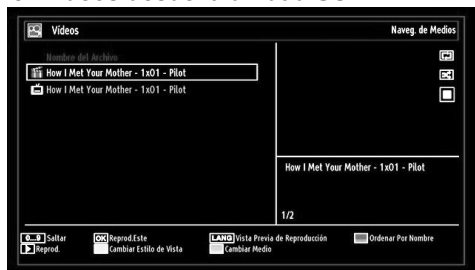 Vídeos
Naveg. de Medios
Nombre del Archivo
How I Met Your Mother - 1x01 - Pilot
How I Met Your Mother - 1x01 - Pilot
How I Met Your Mother - 1x01 - Pilot
1/2
0...9 Saltar
OK Reprod.Este
LANG Vista Previa de Reproducción
Ordenar Por Nombre
Reprod.
Cambiar Estilo de Vista
Cambiar Medio